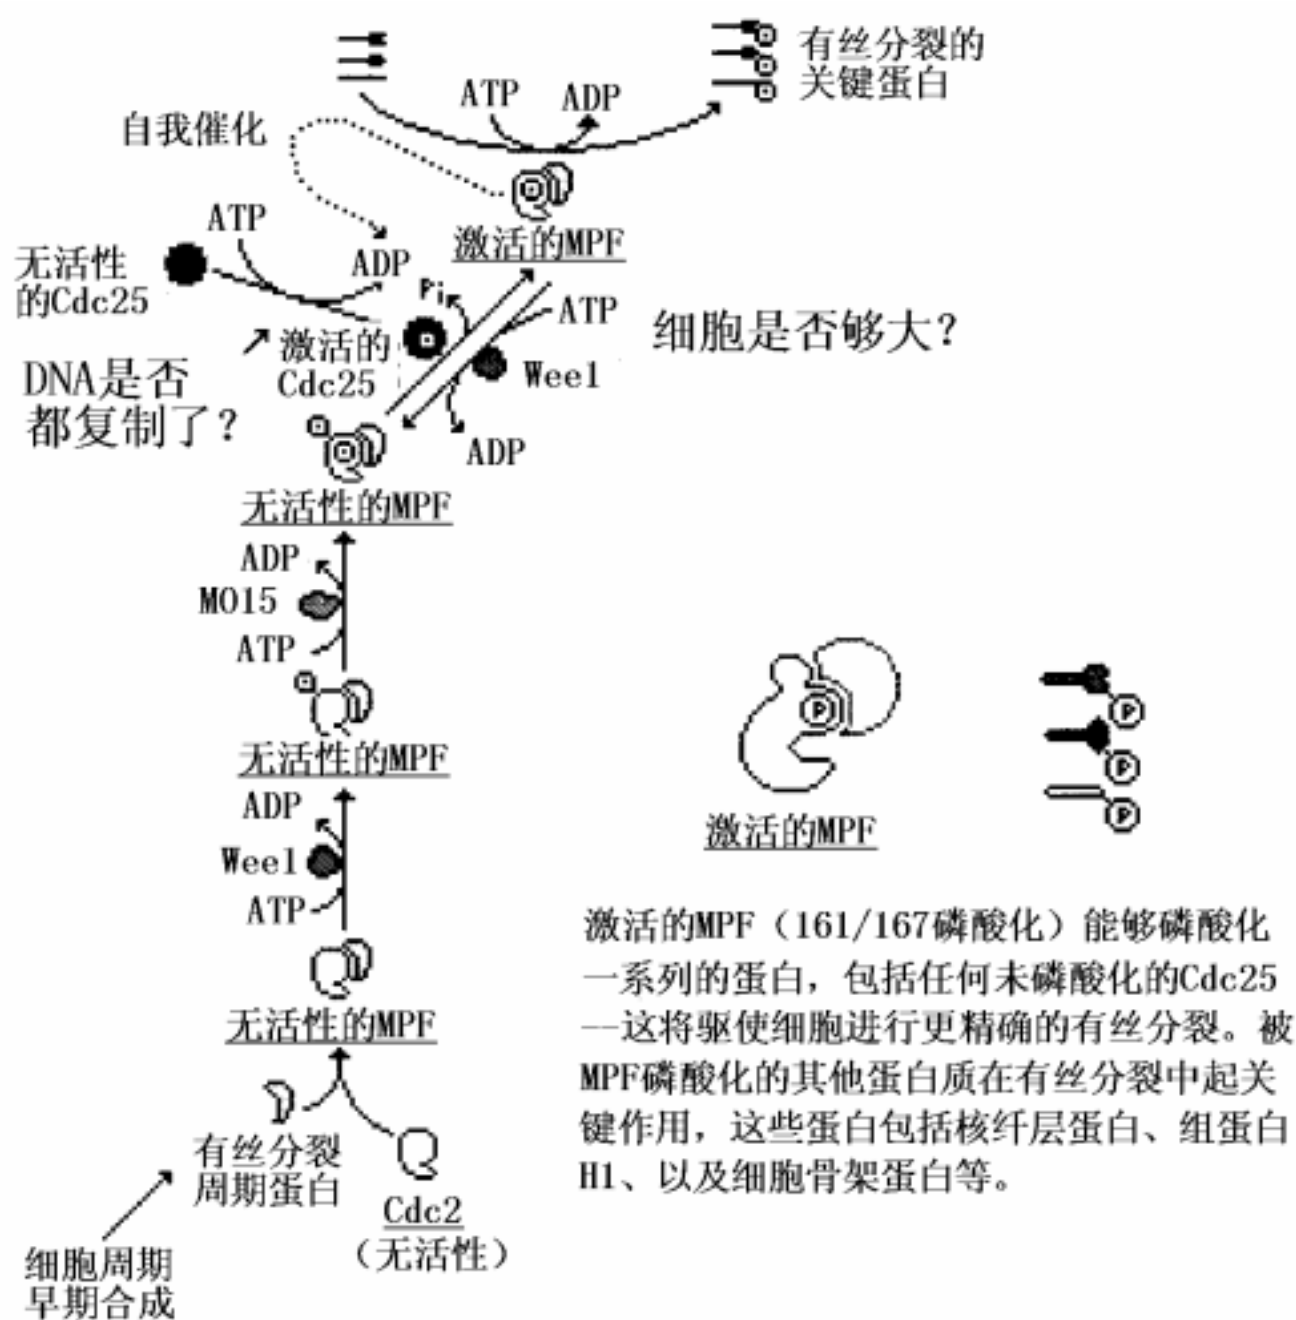 有丝分裂的
关键蛋白
ATP
ADP
自我催化
ATP
激活的MPF
无活性
的Cdc25
ADP
Pi
ATP
细胞是否够大？
激活的
Cdc25
Wee1
DNA是否
都复制了？
ADP
无活性的MPF
ADP
MO15
ATP
无活性的MPF
ADP
Wee1
ATP
无活性的MPF
有丝分裂
周期蛋白
Cdc2
（无活性）
细胞周期
早期合成
P
P
P
P
激活的MPF
激活的MPF（161/167磷酸化）能够磷酸化
一系列的蛋白，包括任何未磷酸化的Cdc25
--这将驱使细胞进行更精确的有丝分裂。被
MPF磷酸化的其他蛋白质在有丝分裂中起关
键作用，这些蛋白包括核纤层蛋白、组蛋白
H1、以及细胞骨架蛋白等。